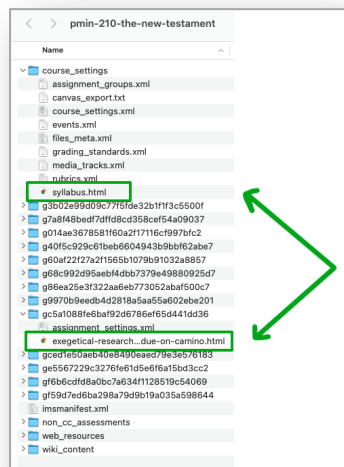 pmin-210-the-new-testament
Name
course_settings
assignment_groups.xml
canvas_export.txt
course_settings.xml
events.xml
files_meta.xml
grading_standards.xml
media_tracks.xml
rubrics.xml
syllabus.html
g3b02e99d09c77f5fde32b1f1f3c5500f
g7a8f48bedf7dffd8cd358cef54a09037
g014ae3678581f60a2f17116cf997bfc2
g40f5c929c61beb6604943b9bbf62abe7
g60af22f27a2f1565b1079b91032a8857
g68c992d95aebf4dbb7379e49880925d7
g86ea25e3f322aa6eb773052abaf500c7
g9970b9eedb4d2818a5aa55a602ebe201
gc5a1088fe6baf92d6786ef65d441dd36
assignment_settings.xml
exegetical-research...due-on-camino.html
gced1e50aeb40e8490eaed79e3e576183
ge5567229c3276fe61d5e6f6a15bd3cc2
gf6b6cdfd8a0bc7a634f1128519c54069
gf59d7ed6ba298a79d9b19a035a598644
imsmanifest.xml
non_cc_assessments
web_resources
wiki_content